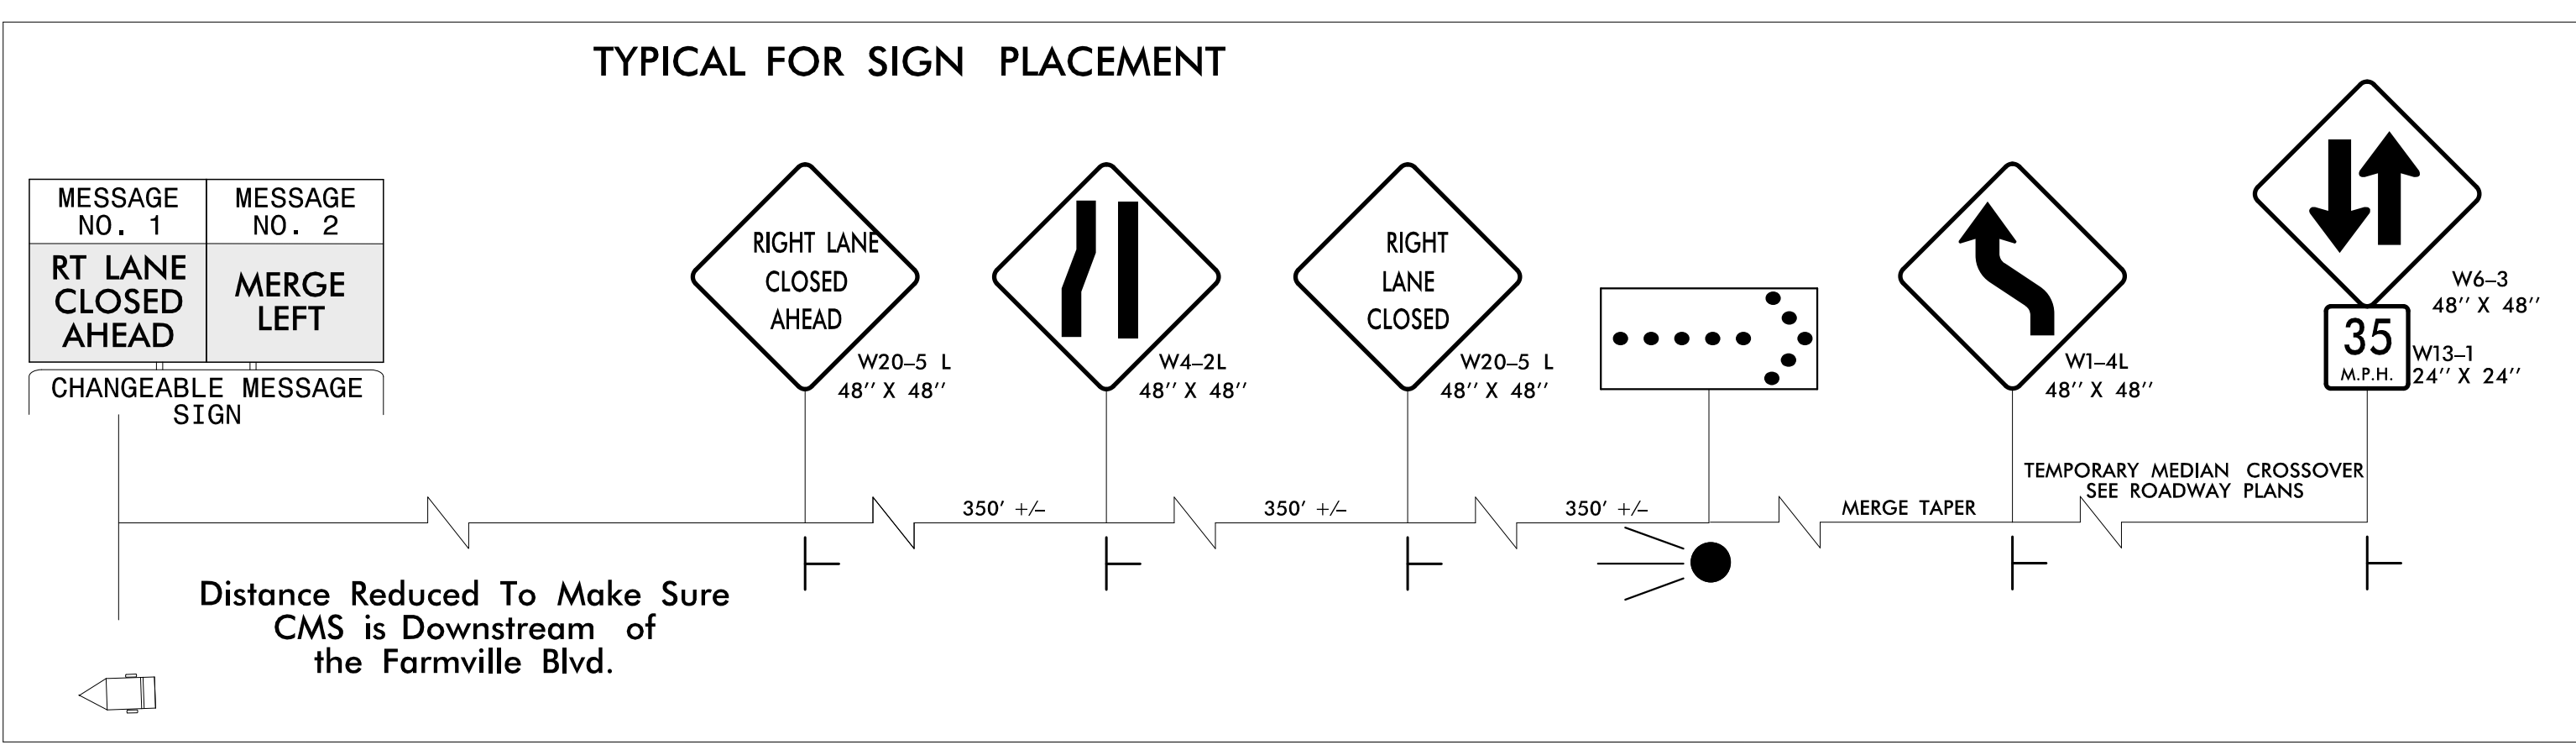 TYPICAL FOR SIGN PLACEMENT
MESSAGE
NO. 1
MESSAGE
NO. 2
RT LANE
CLOSED
AHEAD
MERGE
LEFT
CHANGEABLE MESSAGE
SIGN
RIGHT LANE
CLOSED
AHEAD
W20–5 L
48’’ X 48’’
W4–2L
48’’ X 48’’
RIGHT
LANE
CLOSED
W20–5 L
48’’ X 48’’
W1–4L
48’’ X 48’’
W6–3
48’’ X 48’’
35
M.P.H.
W13–1
24’’ X 24’’
350’ +/–
350’ +/–
350’ +/–
MERGE TAPER
TEMPORARY MEDIAN CROSSOVER
SEE ROADWAY PLANS
Distance Reduced To Make Sure
CMS is Downstream of
the Farmville Blvd.